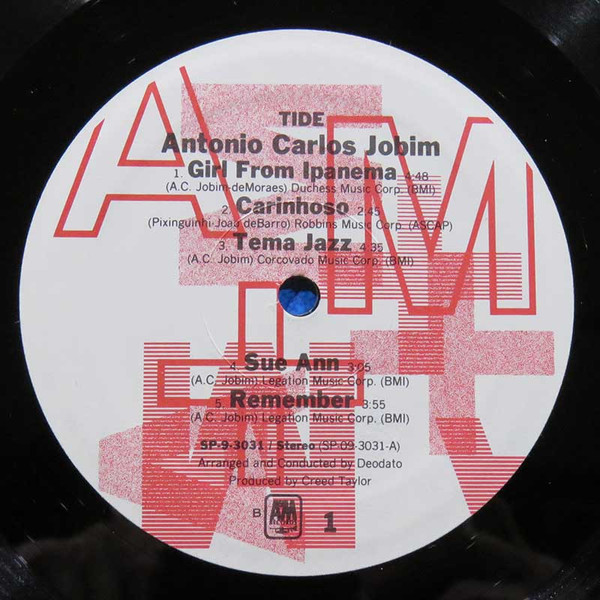 A+M
TIDE
Antonio Carlos Jobim
1. Girl From Ipanema 4:48
(A.C. Jobim-deMoraes) Duchess Music Corp. (BMI)
2. Carinhoso 2:45
(Pixinguinhi-Joao deBarro) Robbins Music Corp. (ASCAP)
3. Tema Jazz 4:35
(A.C. Jobim) Corcovado Music Corp. (BMI)
4. Sue Ann 3:05
(A.C. Jobim) Legation Music Corp. (BMI)
5. Remember 3:55
(A.C. Jobim) Legation Music Corp. (BMI)
SP-9-3031 / Stereo (SP-09-3031-A)
Arranged and Conducted by Deodato
Produced by Creed Taylor
B A&M 1